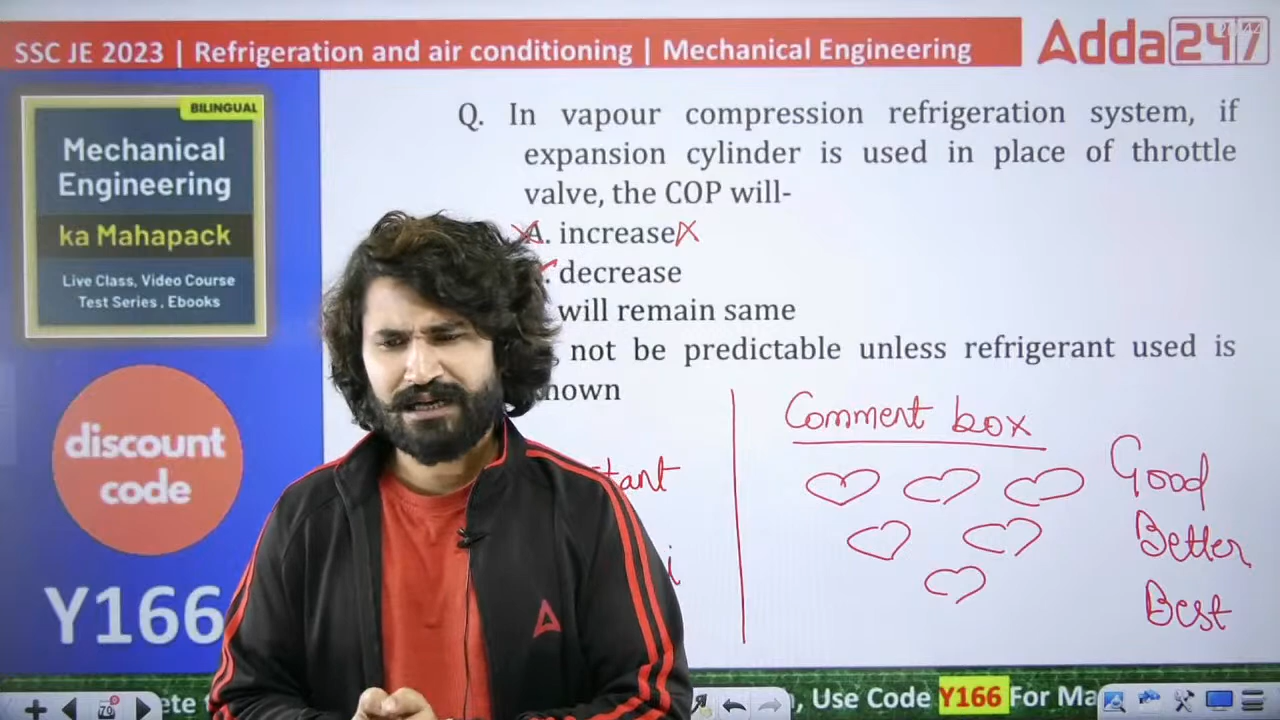 SSC JE 2023 | Refrigeration and air conditioning | Mechanical Engineering
Adda 247
BILINGUAL
Mechanical
Engineering
ka Mahapack
Live Class, Video Course
Test Series , Ebooks
discount
code
Y166
Q. In vapour compression refrigeration system, if
expansion cylinder is used in place of throttle
valve, the COP will-
A. increase
decrease
will remain same
not be predictable unless refrigerant used is
Comment box
Good
Better
Best
Use Code Y166 For